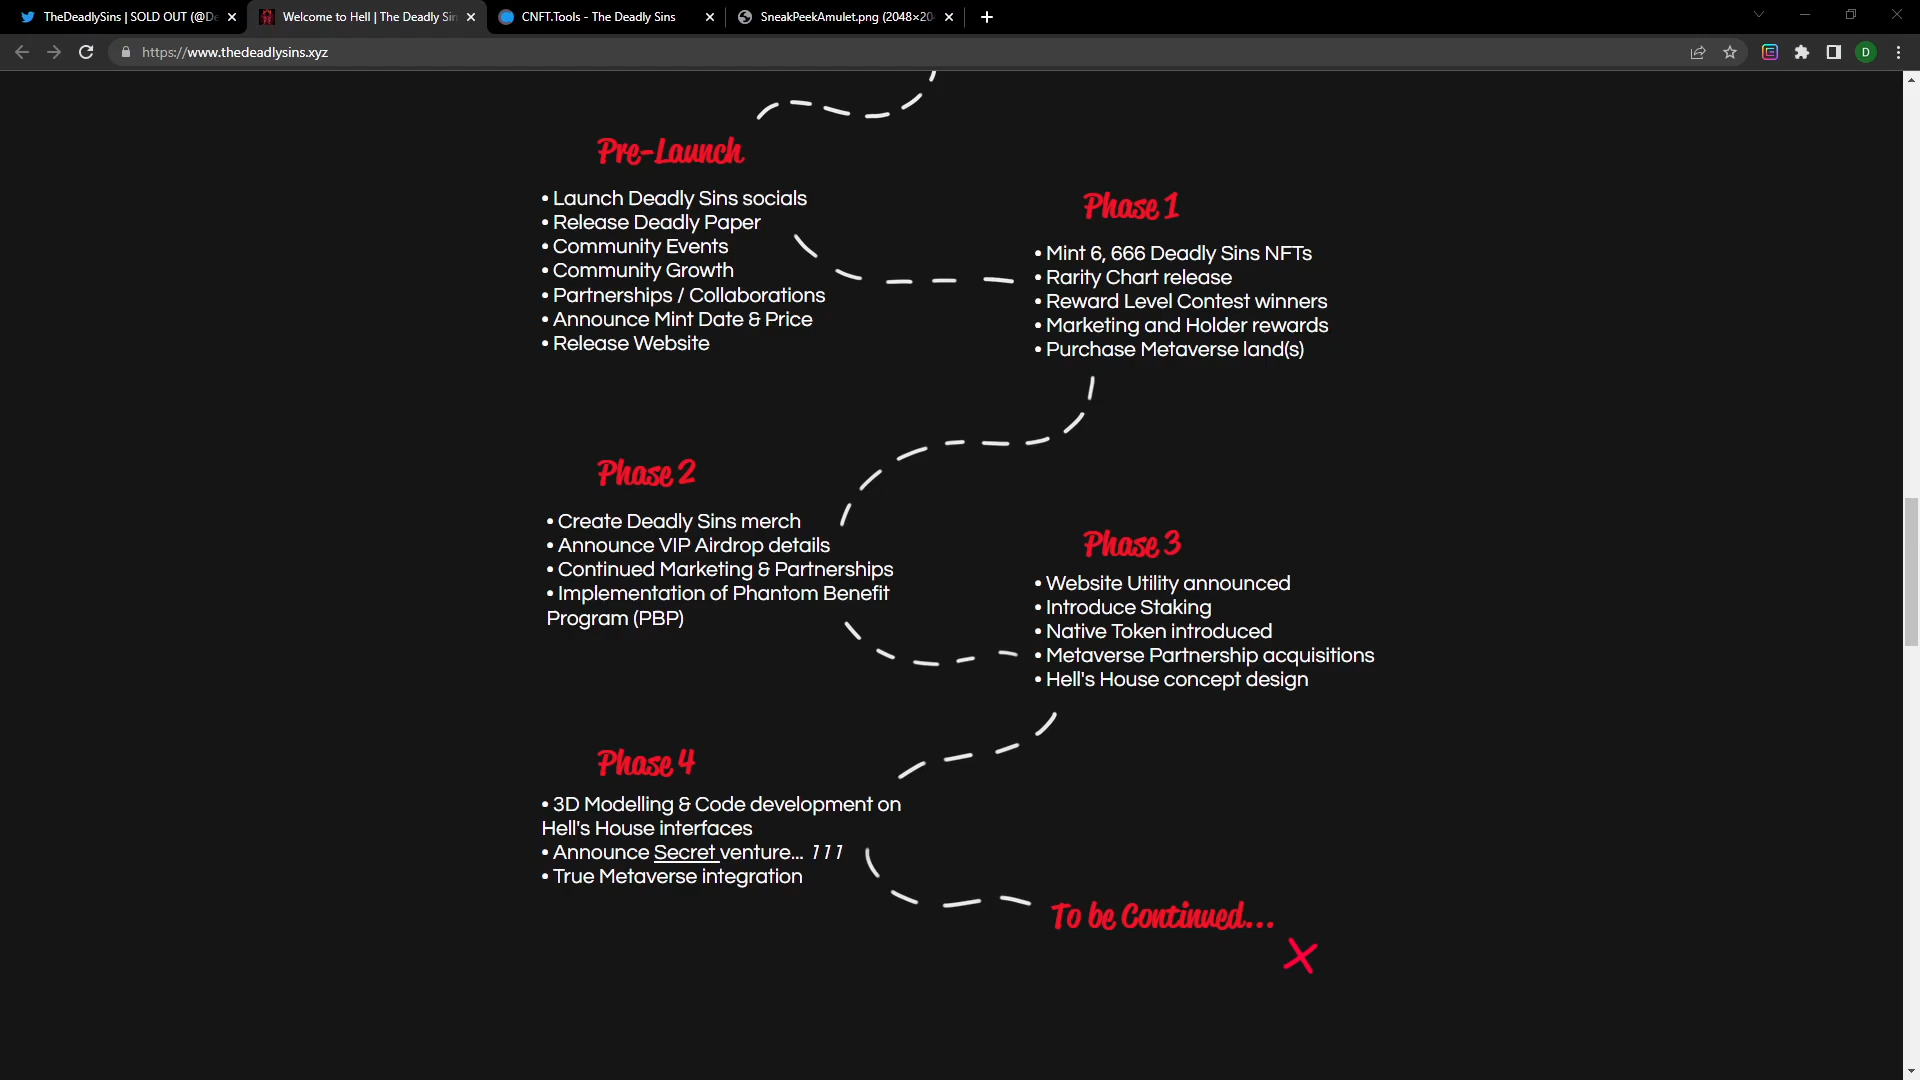 TheDeadlySins | SOLD OUT (@De
Welcome to Hell | The Deadly Sin
CNFT.Tools - The Deadly Sins
SneakPeekAmulet.png (2048×20
https://www.thedeadlysins.xyz
D
Pre-Launch
• Launch Deadly Sins socials
• Release Deadly Paper
• Community Events
• Community Growth
• Partnerships / Collaborations
• Announce Mint Date & Price
• Release Website
Phase 1
• Mint 6, 666 Deadly Sins NFTs
• Rarity Chart release
• Reward Level Contest winners
• Marketing and Holder rewards
• Purchase Metaverse land(s)
Phase 2
• Create Deadly Sins merch
• Announce VIP Airdrop details
• Continued Marketing & Partnerships
• Implementation of Phantom Benefit
Program (PBP)
Phase 3
• Website Utility announced
• Introduce Staking
• Native Token introduced
• Metaverse Partnership acquisitions
• Hell's House concept design
Phase 4
• 3D Modelling & Code development on
Hell's House interfaces
• Announce Secret venture...
• True Metaverse integration
To be Continued...
X